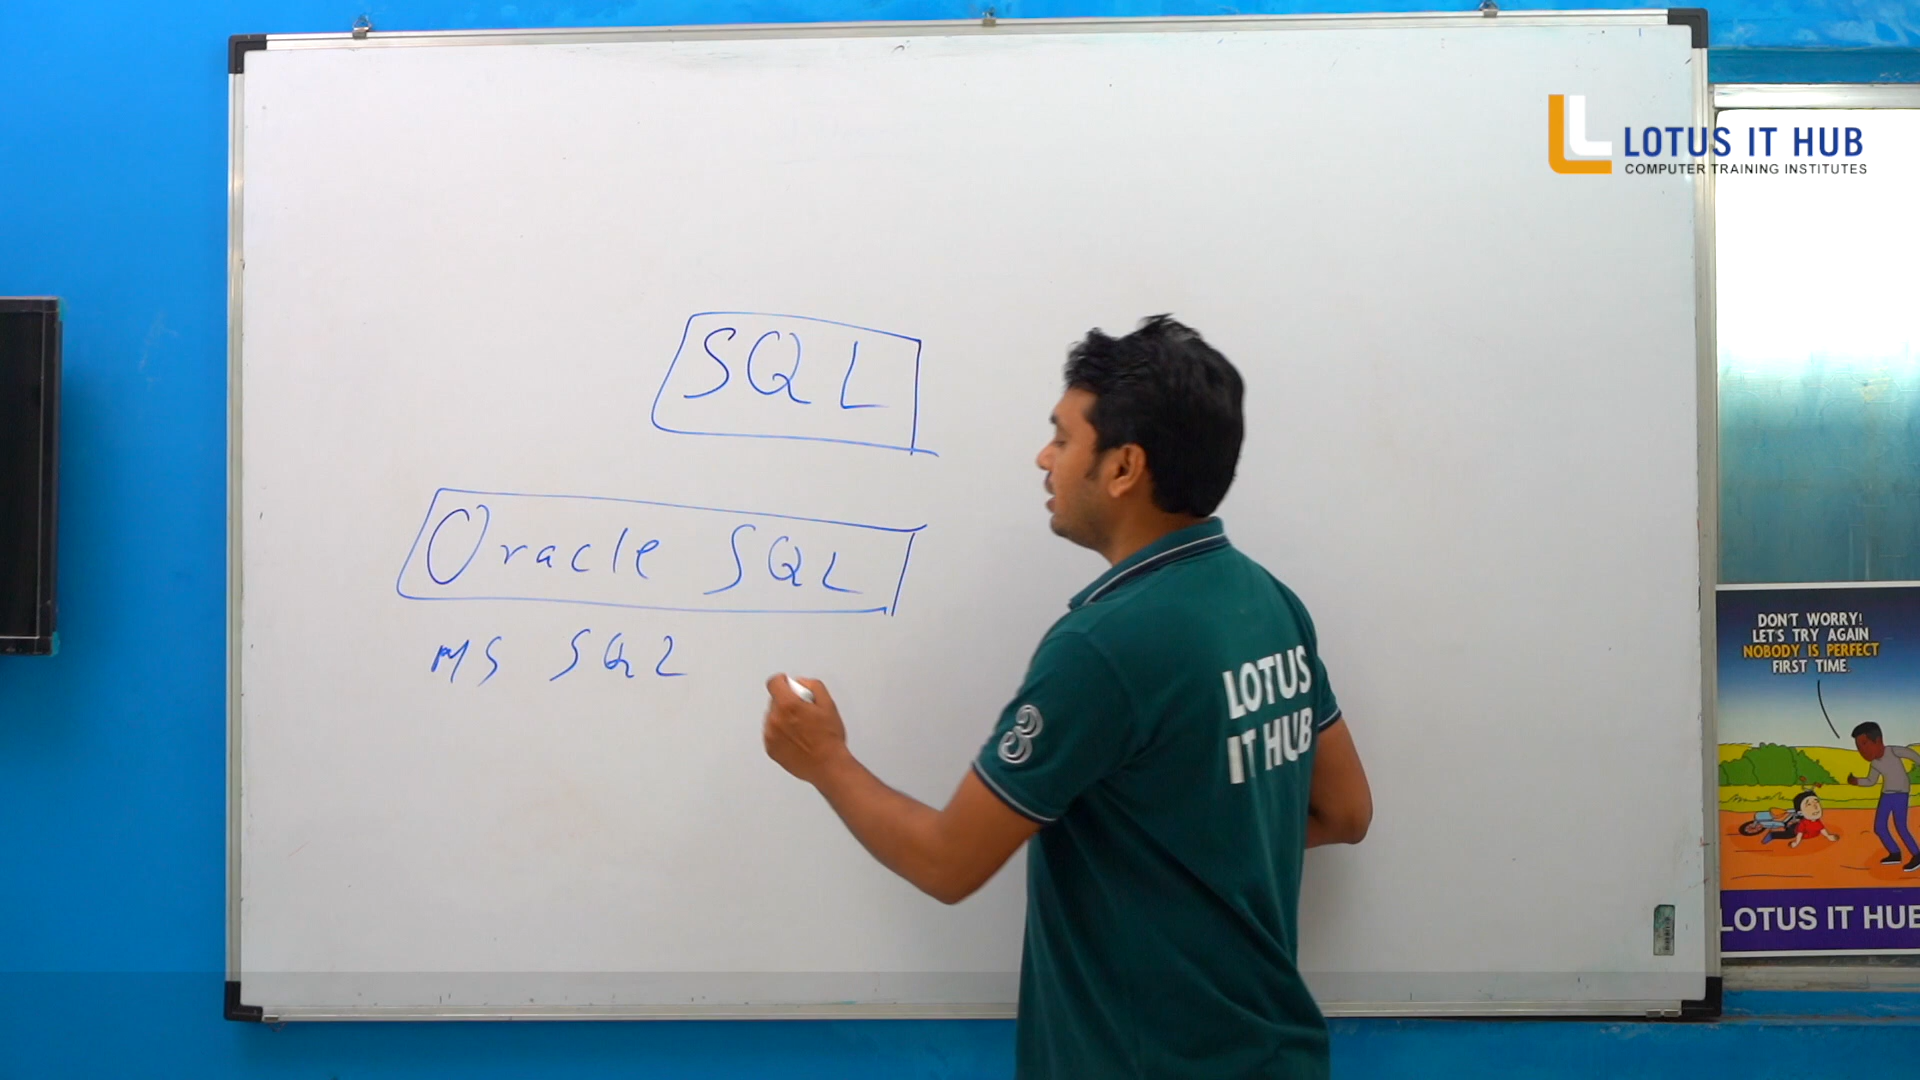 LOTUS IT HUB
COMPUTER TRAINING INSTITUTES
SQL
Oracle SQL
MS SQL
LOTUS
IT HUB
3
DON'T WORRY!
LET'S TRY AGAIN
NOBODY IS PERFECT
FIRST TIME.
LOTUS IT HUB